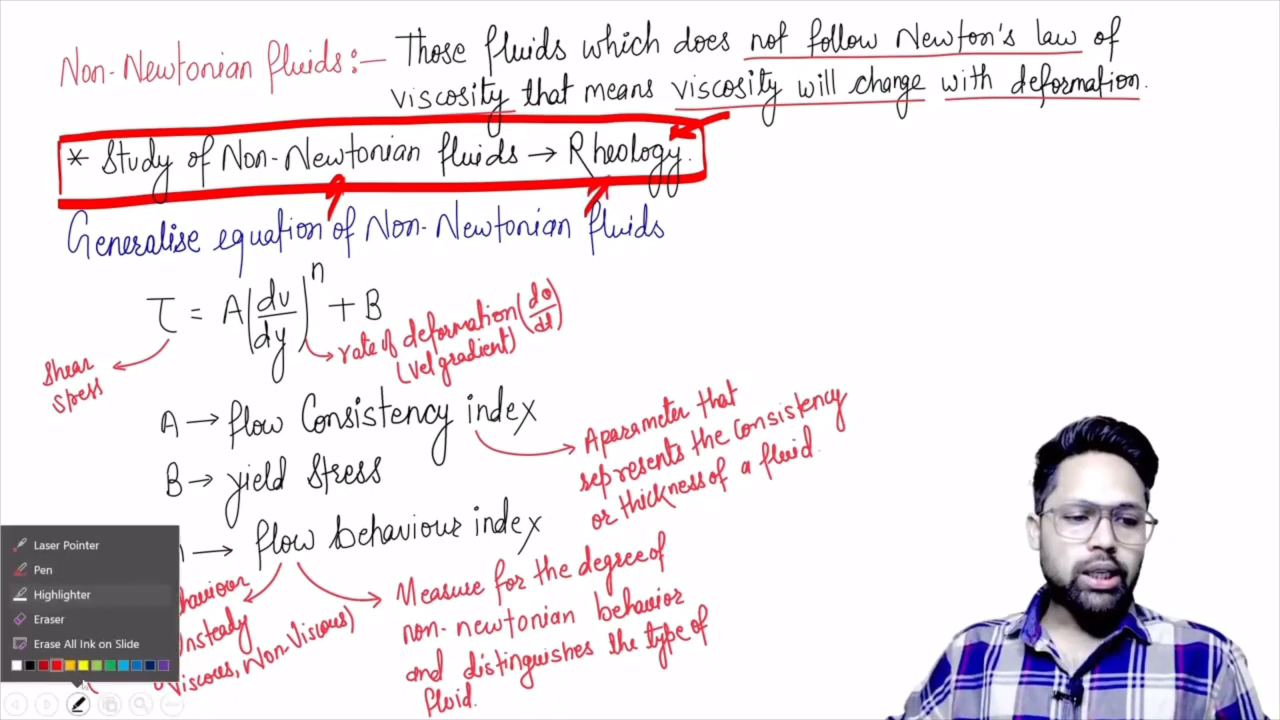 Non-Newtonian fluids:- Those fluids which does not follow Newton's law of
viscosity that means viscosity will change with deformation.
* Study of Non-Newtonian fluids → Rheology.
Generalise equation of Non-Newtonian fluids
τ = A(du/dy)^n + B
rate of deformation (dθ/dt)
(Vel gradient)
Shear
stress
A → flow Consistency index
A parameter that
represents the consistency
or thickness of a fluid.
B → yield stress
→ flow behaviour index
Measure for the degree of
non-newtonian behavior
and distinguishes the type of
fluid.
Viscous, Non-Viscous)
Laser Pointer
Pen
Highlighter
Eraser
Erase All Ink on Slide